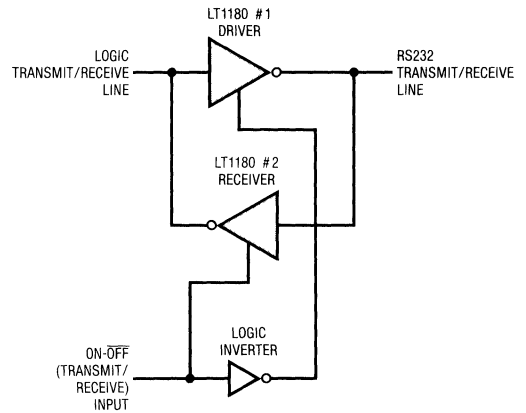 LT1180 #1
DRIVER
LOGIC
TRANSMIT/RECEIVE
LINE
RS232
TRANSMIT/RECEIVE
LINE
LT1180 #2
RECEIVER
LOGIC
INVERTER
ON-O̅F̅F̅
(TRANSMIT/
RECEIVE)
INPUT